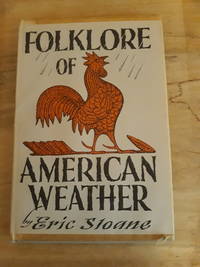 FOLKLORE
OF
AMERICAN
WEATHER
by Eric Sloane